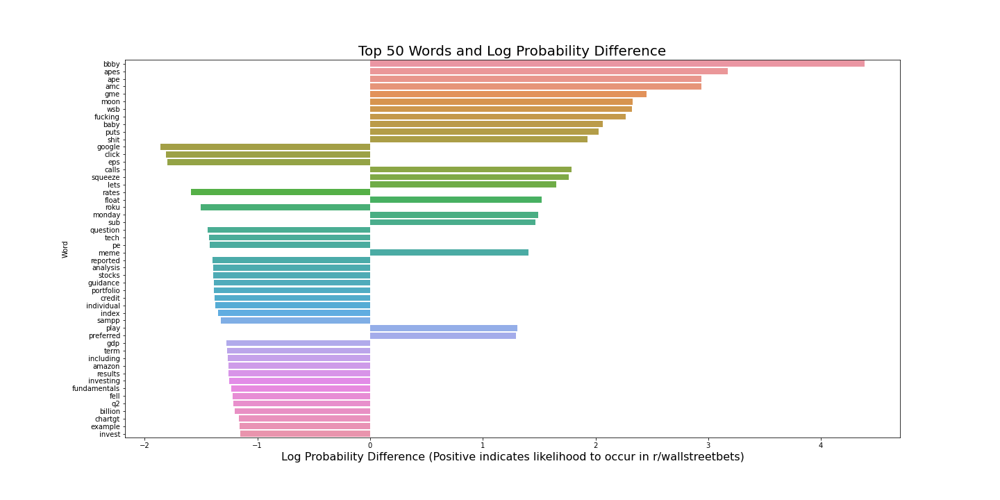 Top 50 Words and Log Probability Difference
bbby
apes
ape
amc
gme
moon
wsb
fucking
baby
puts
shit
google
click
eps
calls
squeeze
lets
rates
float
roku
monday
sub
question
tech
pe
meme
reported
analysis
stocks
guidance
portfolio
credit
individual
index
sampp
play
preferred
gdp
term
including
amazon
results
investing
fundamentals
fell
q2
billion
chartgt
example
invest
Word
−2 −1 0 1 2 3 4
Log Probability Difference (Positive indicates likelihood to occur in r/wallstreetbets)